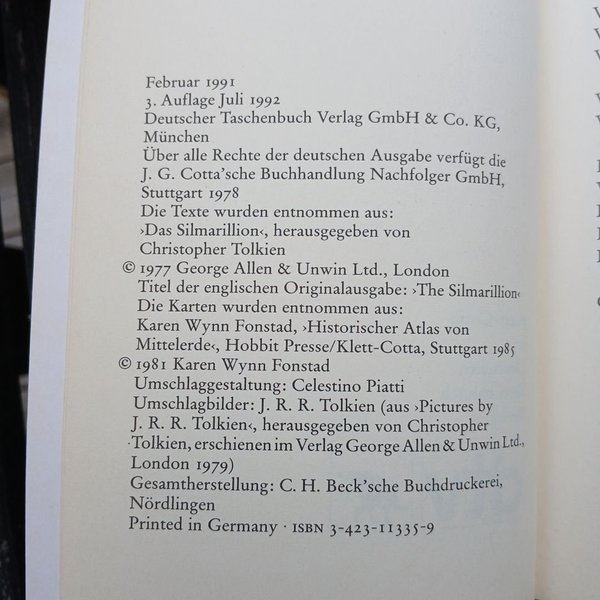 Februar 1991
3. Auflage Juli 1992
Deutscher Taschenbuch Verlag GmbH & Co. KG,
München
Über alle Rechte der deutschen Ausgabe verfügt die
J. G. Cotta'sche Buchhandlung Nachfolger GmbH,
Stuttgart 1978
Die Texte wurden entnommen aus:
›Das Silmarillion‹, herausgegeben von
Christopher Tolkien
© 1977 George Allen & Unwin Ltd., London
Titel der englischen Originalausgabe: ›The Silmarillion‹
Die Karten wurden entnommen aus:
Karen Wynn Fonstad, ›Historischer Atlas von
Mittelerde‹, Hobbit Presse/Klett-Cotta, Stuttgart 1985
© 1981 Karen Wynn Fonstad
Umschlaggestaltung: Celestino Piatti
Umschlagbilder: J. R. R. Tolkien (aus ›Pictures by
J. R. R. Tolkien‹, herausgegeben von Christopher
Tolkien, erschienen im Verlag George Allen & Unwin Ltd.,
London 1979)
Gesamtherstellung: C. H. Beck'sche Buchdruckerei,
Nördlingen
Printed in Germany · ISBN 3-423-11335-9